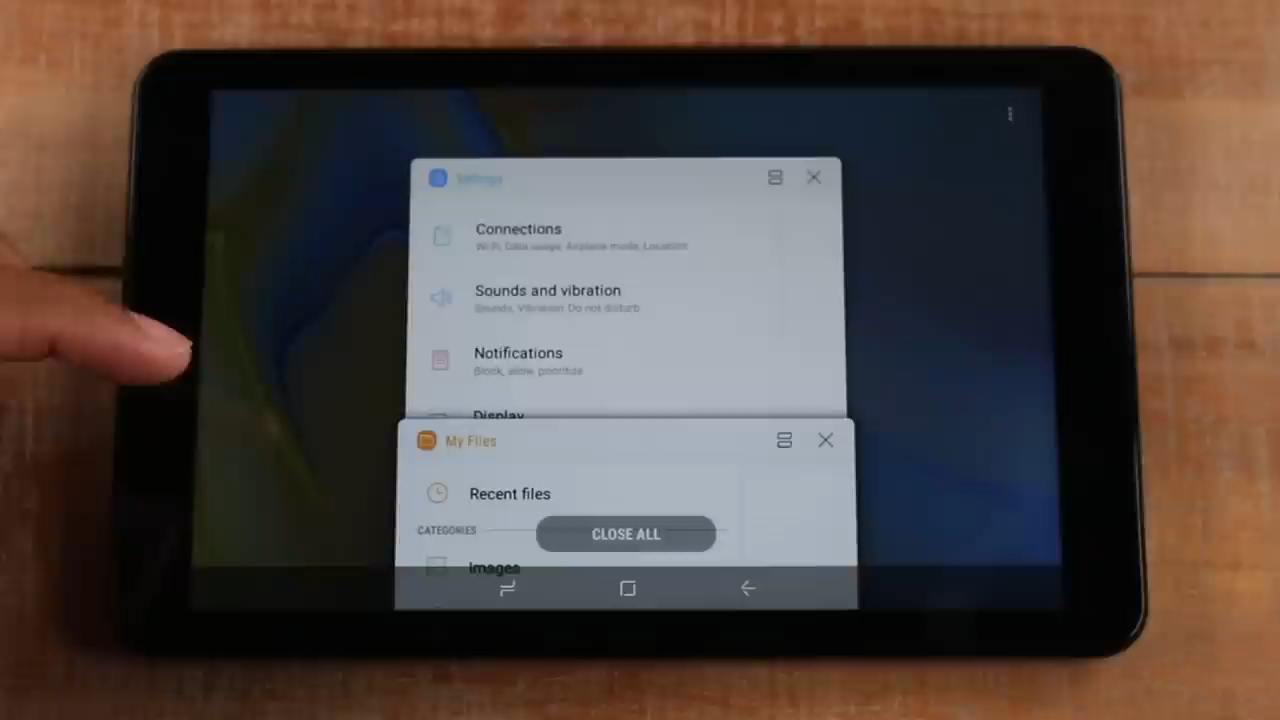 Settings
Connections
Wi-Fi, Data usage, Airplane mode, Location
Sounds and vibration
Sounds, Vibration, Do not disturb
Notifications
Block, allow, prioritize
Display
My Files
Recent files
CATEGORIES
CLOSE ALL
Images